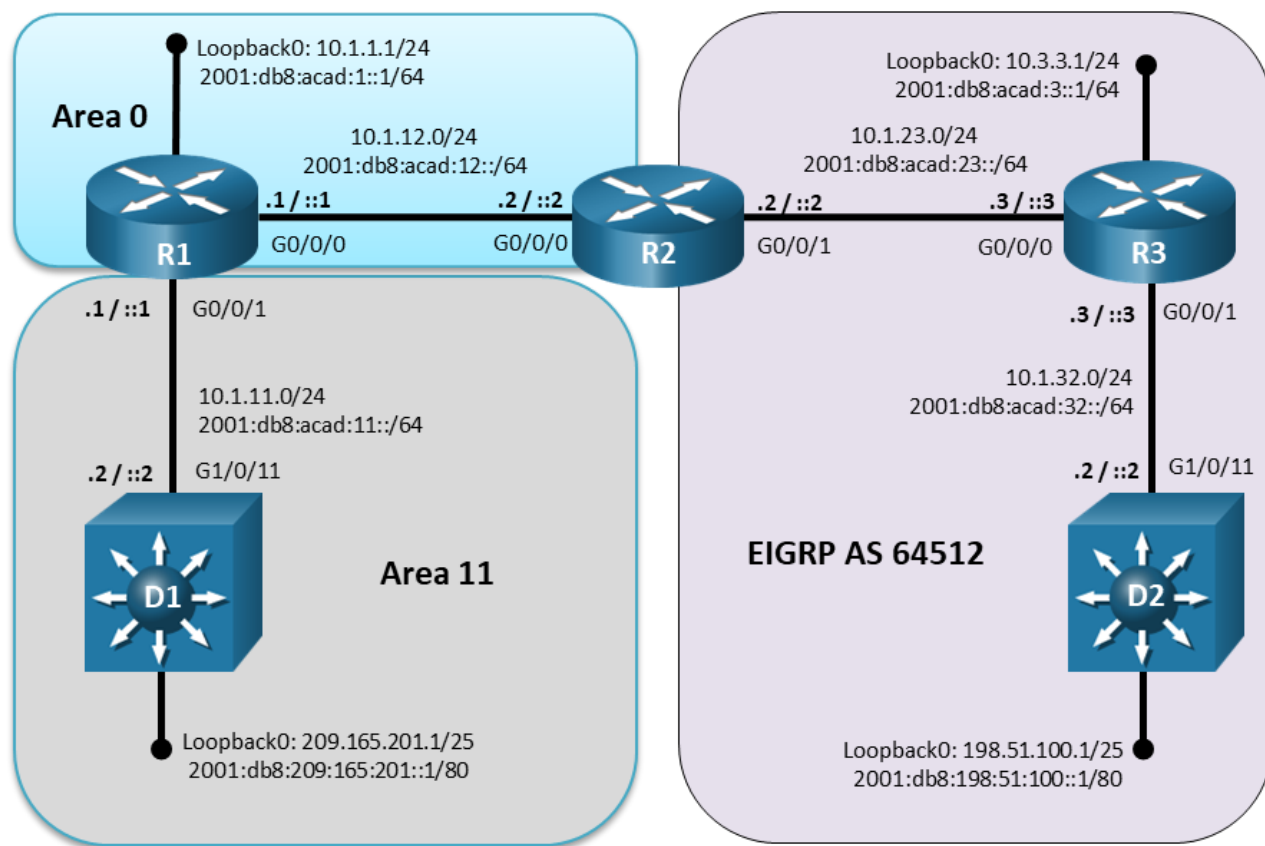 Loopback0: 10.1.1.1/24
2001:db8:acad:1::1/64
Area 0
10.1.12.0/24
2001:db8:acad:12::/64
.1 / ::1
.2 / ::2
G0/0/0
G0/0/0
R1
R2
Loopback0: 10.3.3.1/24
2001:db8:acad:3::1/64
10.1.23.0/24
2001:db8:acad:23::/64
.2 / ::2
.3 / ::3
G0/0/1
G0/0/0
R3
.1 / ::1
G0/0/1
10.1.11.0/24
2001:db8:acad:11::/64
.2 / ::2
G1/0/11
D1
Area 11
Loopback0: 209.165.201.1/25
2001:db8:209:165:201::1/80
.3 / ::3
G0/0/1
10.1.32.0/24
2001:db8:acad:32::/64
.2 / ::2
G1/0/11
EIGRP AS 64512
D2
Loopback0: 198.51.100.1/25
2001:db8:198:51:100::1/80